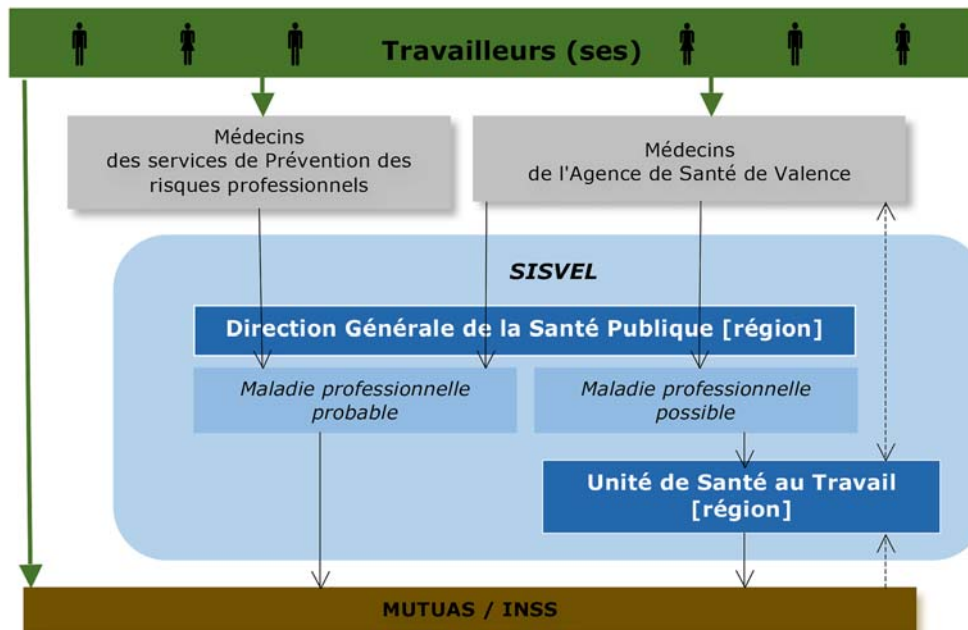 Travailleurs (ses)
Médecins
des services de Prévention des
risques professionnels
Médecins
de l'Agence de Santé de Valence
SISVEL
Direction Générale de la Santé Publique [région]
Maladie professionnelle
probable
Maladie professionnelle
possible
Unité de Santé au Travail
[région]
MUTUAS / INSS